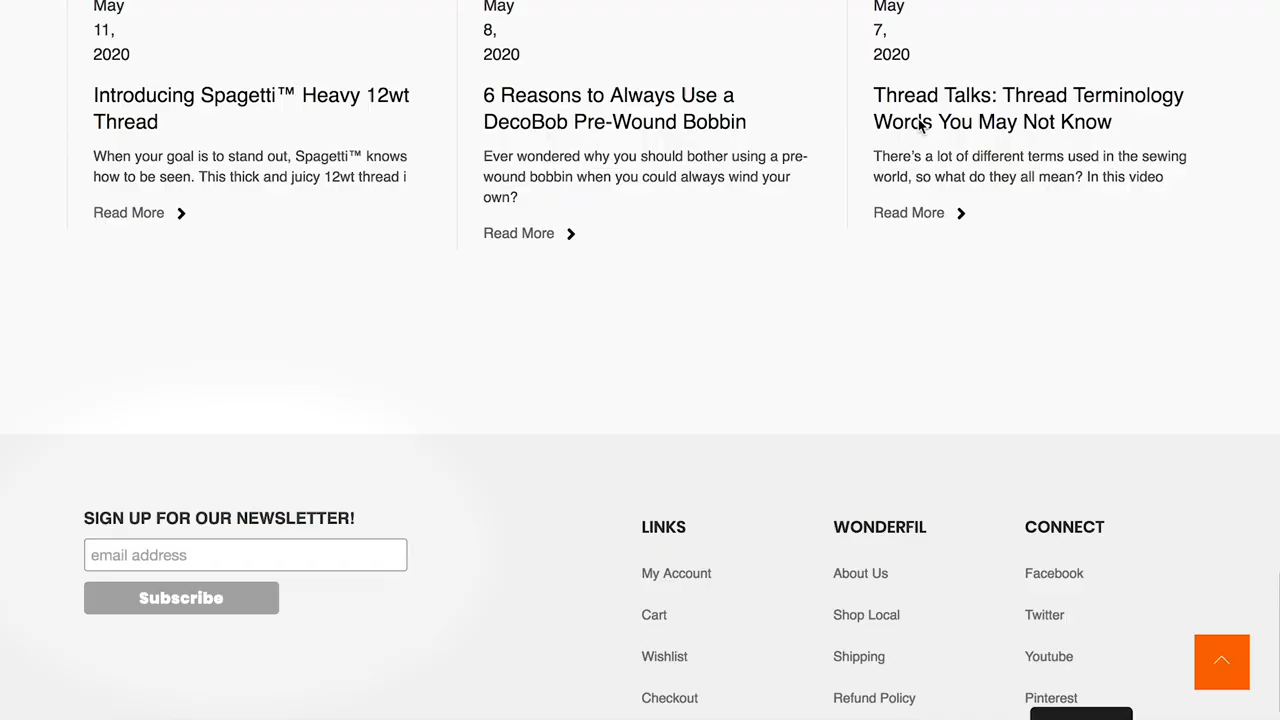 May
11,
2020
Introducing Spagetti™ Heavy 12wt
Thread
When your goal is to stand out, Spagetti™ knows
how to be seen. This thick and juicy 12wt thread i
Read More
May
8,
2020
6 Reasons to Always Use a
DecoBob Pre-Wound Bobbin
Ever wondered why you should bother using a pre-
wound bobbin when you could always wind your
own?
Read More
May
7,
2020
Thread Talks: Thread Terminology
Words You May Not Know
There's a lot of different terms used in the sewing
world, so what do they all mean? In this video
Read More
SIGN UP FOR OUR NEWSLETTER!
email address
Subscribe
LINKS
My Account
Cart
Wishlist
Checkout
WONDERFIL
About Us
Shop Local
Shipping
Refund Policy
CONNECT
Facebook
Twitter
Youtube
Pinterest